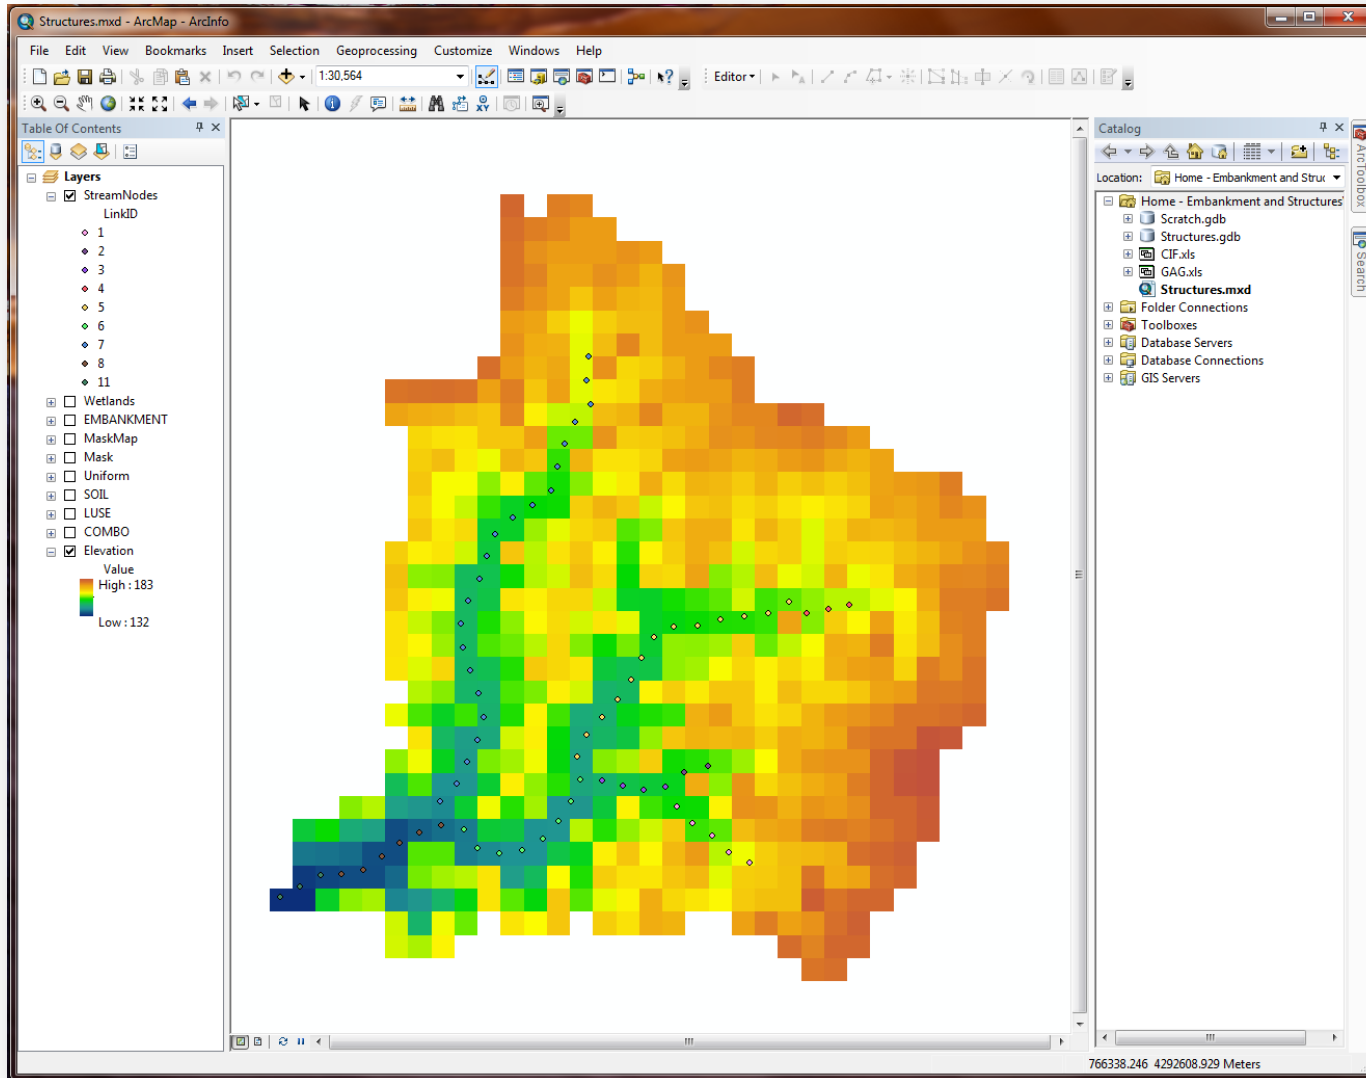 Structures.mxd - ArcMap - ArcInfo
File Edit View Bookmarks Insert Selection Geoprocessing Customize Windows Help
1:30,564
Editor
Table Of Contents
Layers
StreamNodes
LinkID
1
2
3
4
5
6
7
8
11
Wetlands
EMBANKMENT
MaskMap
Mask
Uniform
SOIL
LUSE
COMBO
Elevation
Value
High : 183
Low : 132
Catalog
Location: Home - Embankment and Struc
Home - Embankment and Structures
Scratch.gdb
Structures.gdb
CIF.xls
GAG.xls
Structures.mxd
Folder Connections
Toolboxes
Database Servers
Database Connections
GIS Servers
ArcToolbox
Search
766338.246 4292608.929 Meters